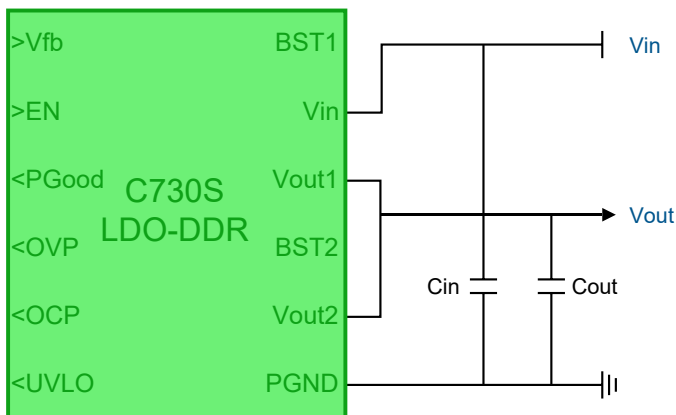 >Vfb
BST1
Vin
>EN
Vin
<PGood
Vout1
C730S
LDO-DDR
Vout
<OVP
BST2
Cin
Cout
<OCP
Vout2
<UVLO
PGND